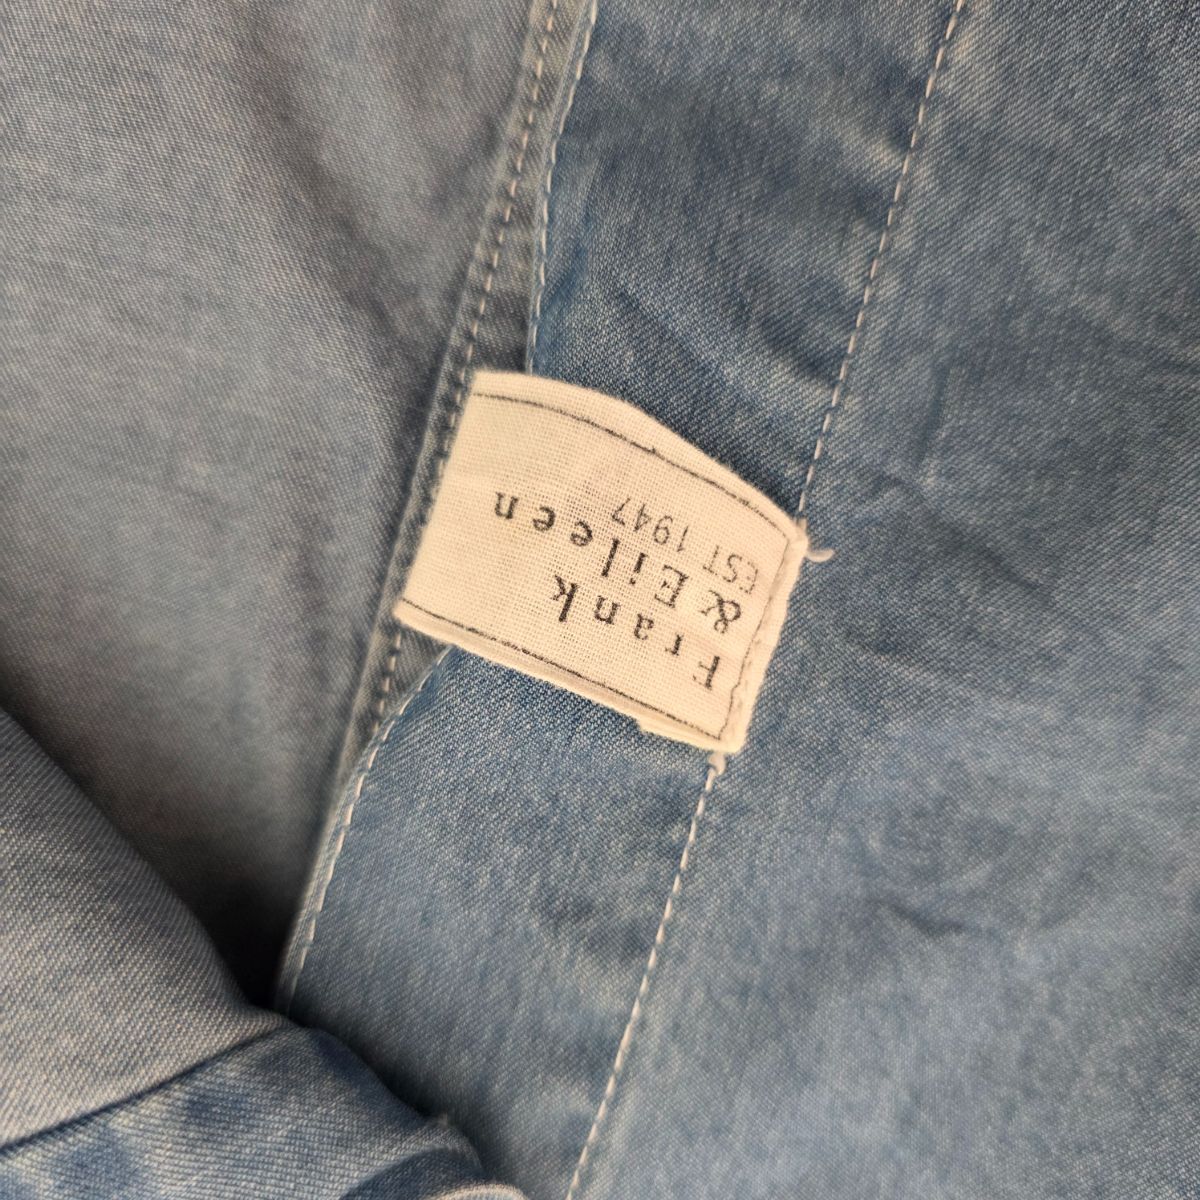 Frank
& Eileen
EST 1947